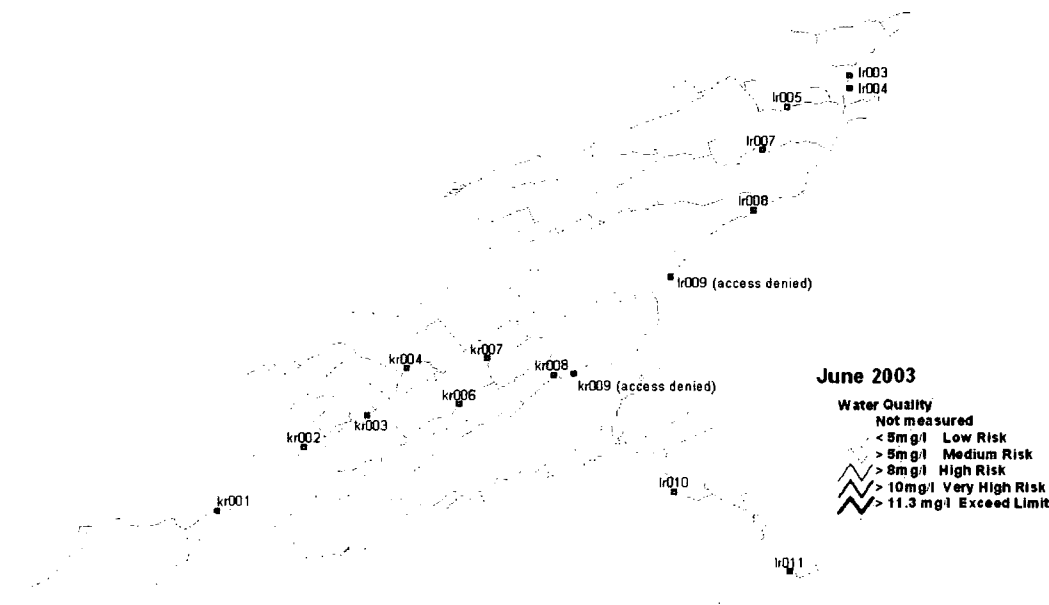 lr003
lr004
lr005
lr007
lr008
lr009 (access denied)
kr007
kr004
kr008
kr009 (access denied)
kr006
kr003
kr002
kr001
lr010
lr011
June 2003
Water Quality
Not measured
< 5mg/l Low Risk
> 5mg/l Medium Risk
> 8mg/l High Risk
> 10mg/l Very High Risk
> 11.3 mg/l Exceed Limit